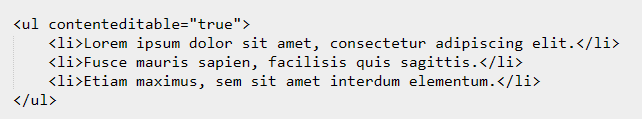 <ul contenteditable="true">
    <li>Lorem ipsum dolor sit amet, consectetur adipiscing elit.</li>
    <li>Fusce mauris sapien, facilisis quis sagittis.</li>
    <li>Etiam maximus, sem sit amet interdum elementum.</li>
</ul>